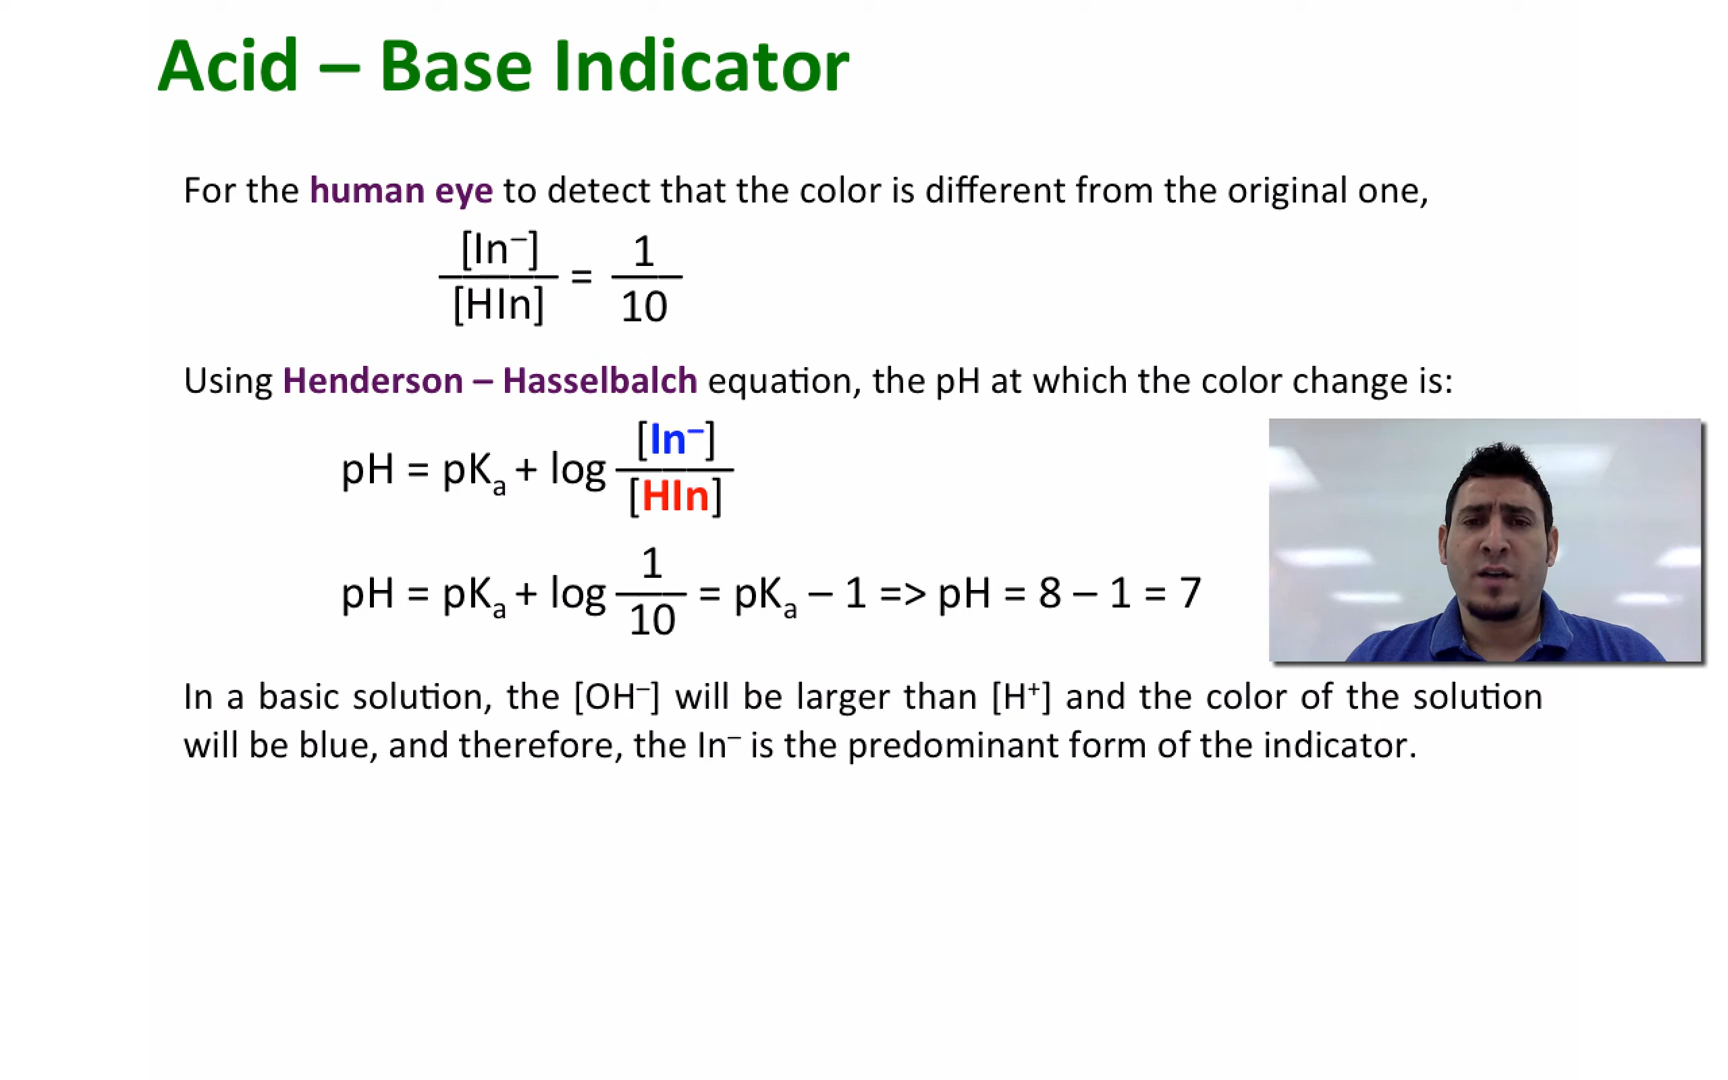 Acid – Base Indicator
For the human eye to detect that the color is different from the original one,
[In⁻] / [HIn] = 1 / 10
Using Henderson – Hasselbalch equation, the pH at which the color change is:
pH = pKₐ + log [In⁻] / [HIn]
pH = pKₐ + log 1 / 10 = pKₐ – 1 => pH = 8 – 1 = 7
In a basic solution, the [OH⁻] will be larger than [H⁺] and the color of the solution
will be blue, and therefore, the In⁻ is the predominant form of the indicator.